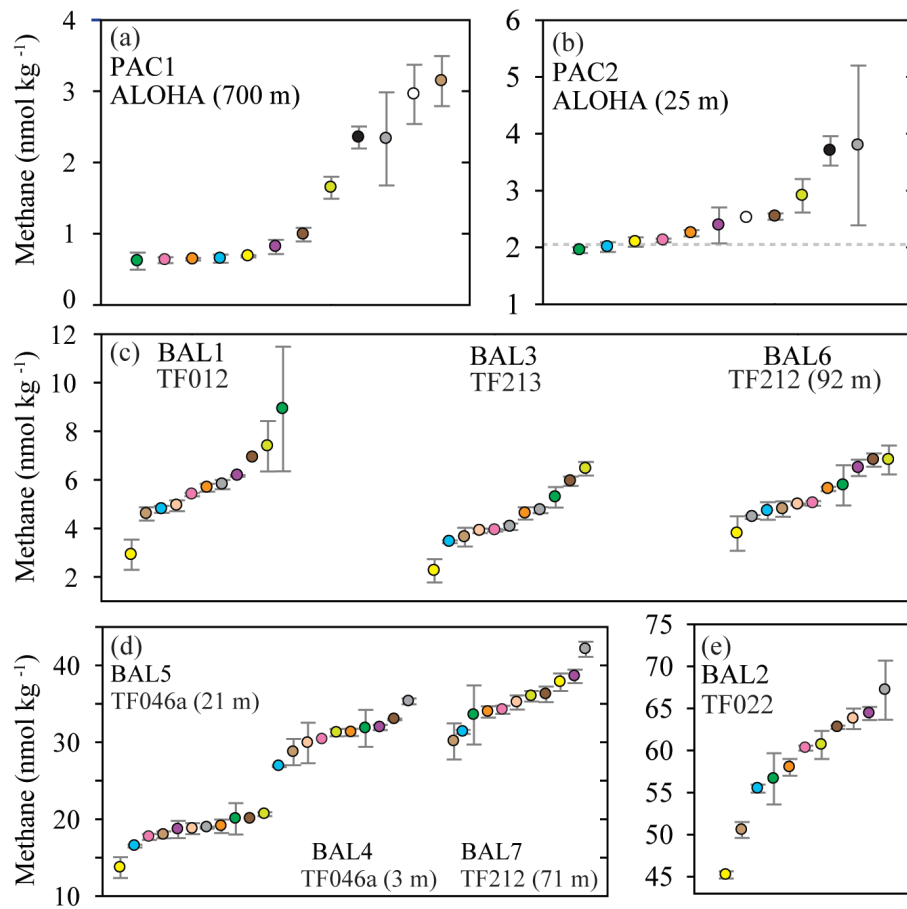 (a)
PAC1
ALOHA (700 m)
Methane (nmol kg -1)
4
3
2
1
0
(b)
PAC2
ALOHA (25 m)
6
5
4
3
2
1
(c)
BAL1
TF012
BAL3
TF213
BAL6
TF212 (92 m)
Methane (nmol kg -1)
12
10
8
6
4
2
(d)
BAL5
TF046a (21 m)
BAL4
TF046a (3 m)
BAL7
TF212 (71 m)
Methane (nmol kg -1)
40
30
20
10
(e)
BAL2
TF022
75
70
65
60
55
50
45